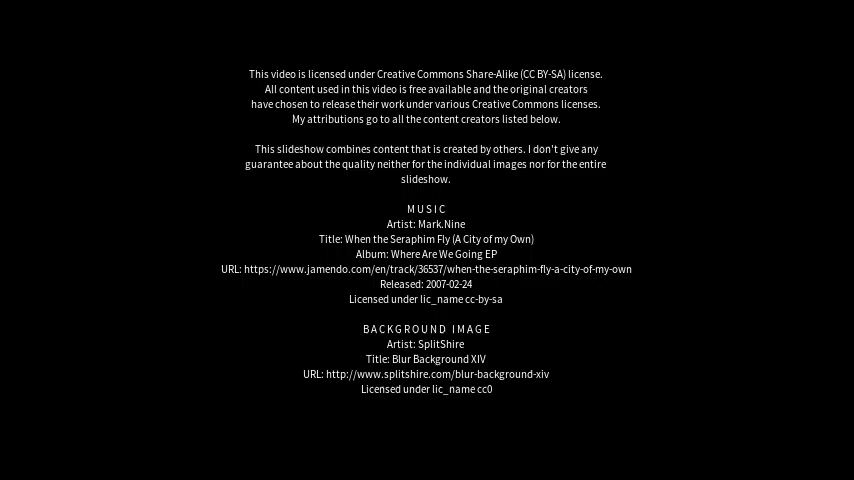 This video is licensed under Creative Commons Share-Alike (CC BY-SA) license.
All content used in this video is free available and the original creators
have chosen to release their work under various Creative Commons licenses.
My attributions go to all the content creators listed below.
This slideshow combines content that is created by others. I don't give any
guarantee about the quality neither for the individual images nor for the entire
slideshow.
MUSIC
Artist: Mark.Nine
Title: When the Seraphim Fly (A City of my Own)
Album: Where Are We Going EP
URL: https://www.jamendo.com/en/track/36537/when-the-seraphim-fly-a-city-of-my-own
Released: 2007-02-24
Licensed under lic_name cc-by-sa
BACKGROUND IMAGE
Artist: SplitShire
Title: Blur Background XIV
URL: http://www.splitshire.com/blur-background-xiv
Licensed under lic_name cc0